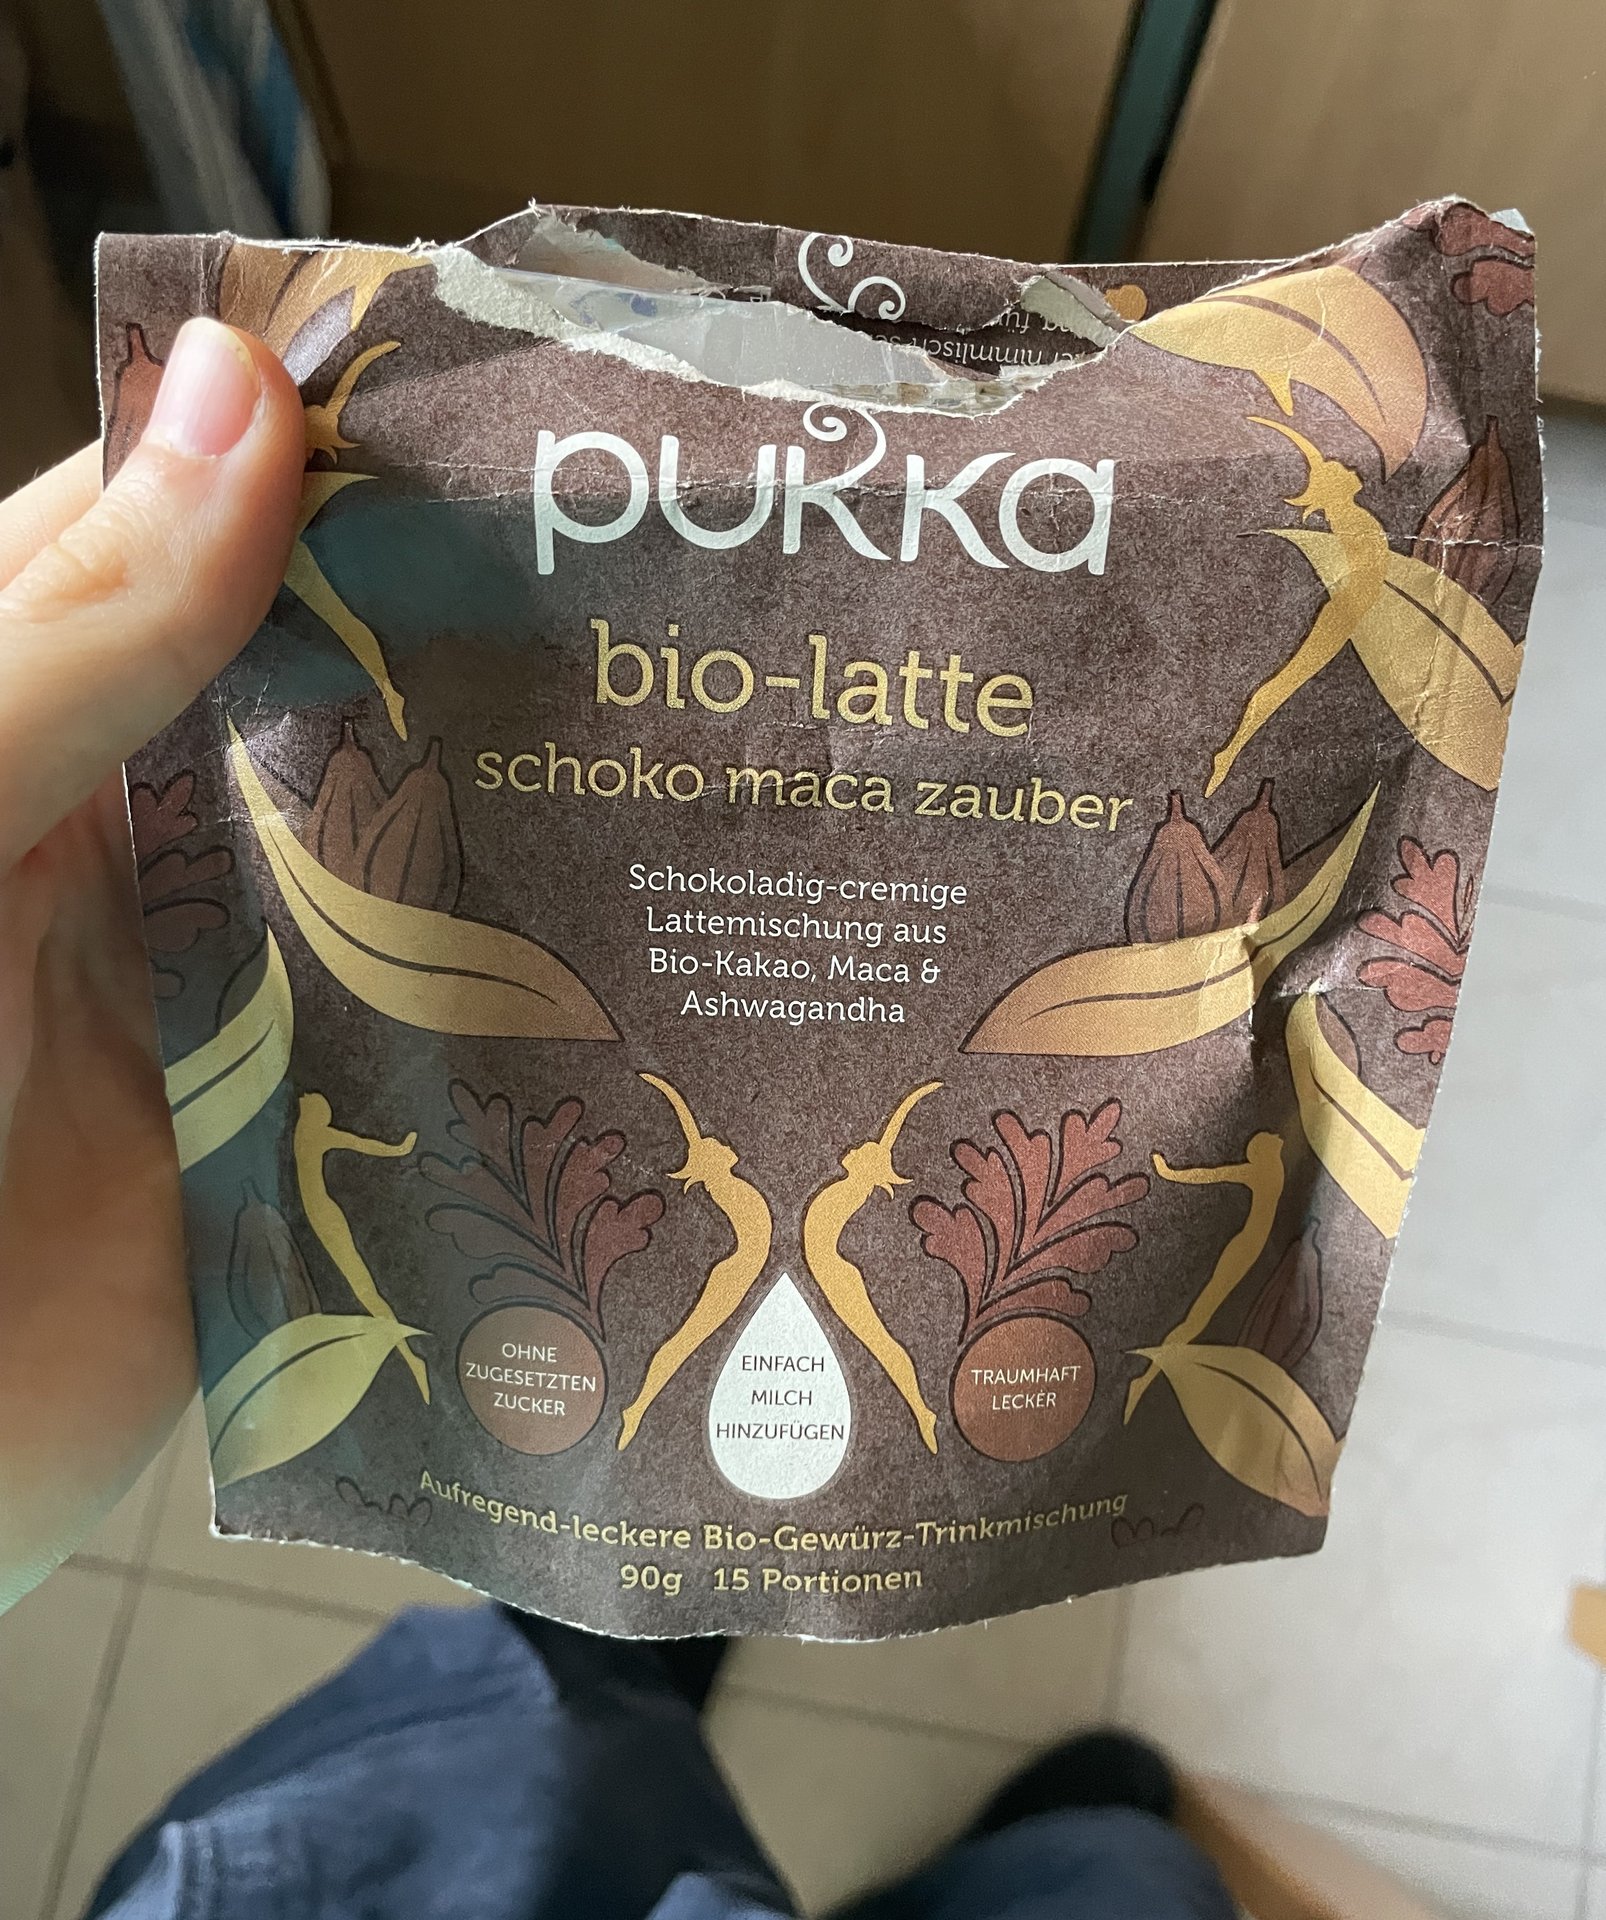 pukka
bio-latte
schoko maca zauber
Schokoladig-cremige
Lattemischung aus
Bio-Kakao, Maca &
Ashwagandha
OHNE
ZUGESETZTEN
ZUCKER
EINFACH
MILCH
HINZUFÜGEN
TRAUMHAFT
LECKER
Aufregend-leckere Bio-Gewürz-Trinkmischung
90g 15 Portionen